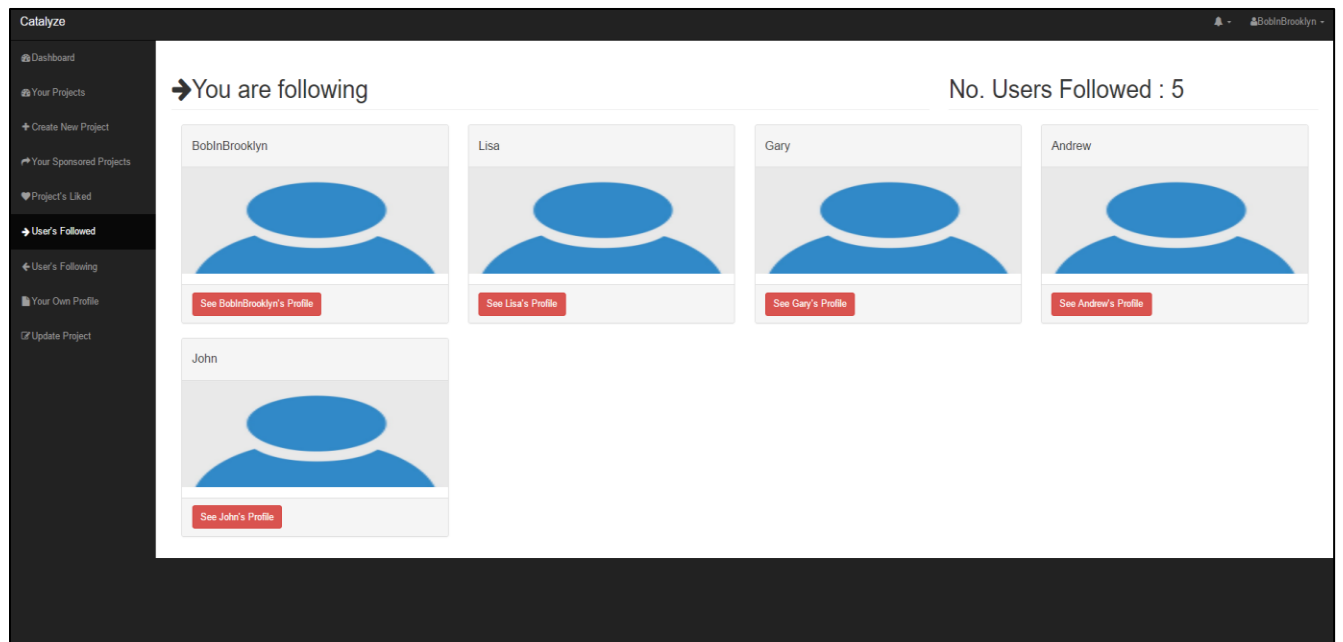 Catalyze
BobInBrooklyn
Dashboard
Your Projects
Create New Project
Your Sponsored Projects
Project's Liked
User's Followed
User's Following
Your Own Profile
Update Project
You are following
No. Users Followed : 5
BobInBrooklyn
Lisa
Gary
Andrew
See BobInBrooklyn's Profile
See Lisa's Profile
See Gary's Profile
See Andrew's Profile
John
See John's Profile